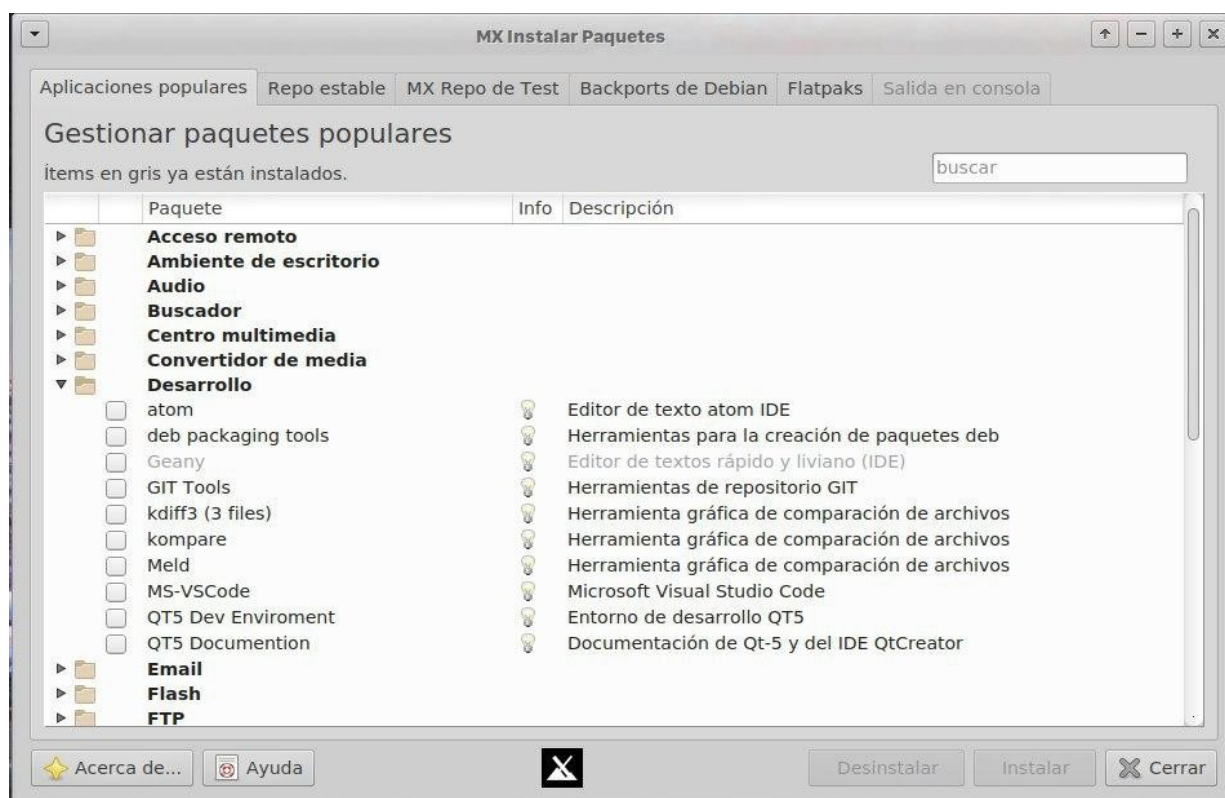 MX Instalar Paquetes
Aplicaciones populares Repo estable MX Repo de Test Backports de Debian Flatpaks Salida en consola
Gestionar paquetes populares
Ítems en gris ya están instalados.
buscar
Paquete Info Descripción
Acceso remoto
Ambiente de escritorio
Audio
Buscador
Centro multimedia
Convertidor de media
Desarrollo
atom Editor de texto atom IDE
deb packaging tools Herramientas para la creación de paquetes deb
Geany Editor de textos rápido y liviano (IDE)
GIT Tools Herramientas de repositorio GIT
kdiff3 (3 files) Herramienta gráfica de comparación de archivos
kompare Herramienta gráfica de comparación de archivos
Meld Herramienta gráfica de comparación de archivos
MS-VSCode Microsoft Visual Studio Code
QT5 Dev Enviroment Entorno de desarrollo QT5
QT5 Documention Documentación de Qt-5 y del IDE QtCreator
Email
Flash
FTP
Acerca de... Ayuda Desinstalar Instalar Cerrar